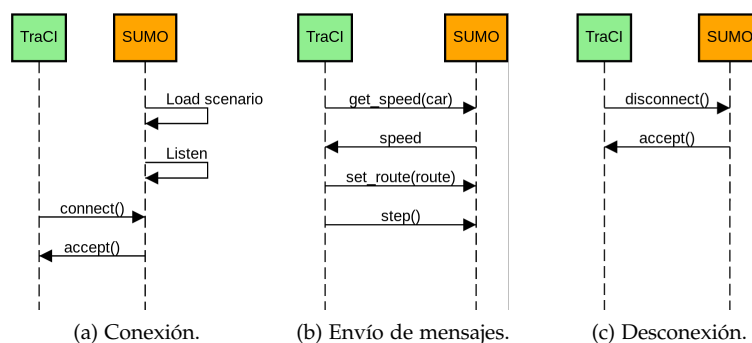 TraCI SUMO
Load scenario
Listen
connect()
accept()
(a) Conexión.
TraCI SUMO
get_speed(car)
speed
set_route(route)
step()
(b) Envío de mensajes.
TraCI SUMO
disconnect()
accept()
(c) Desconexión.